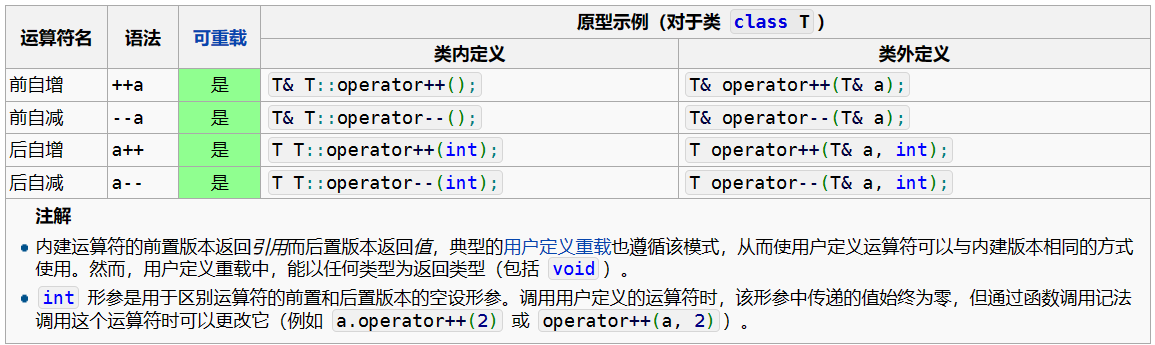 运算符名 语法 可重载 原型示例（对于类 class T）
类内定义 类外定义
前自增 ++a 是 T& T::operator++(); T& operator++(T& a);
前自减 --a 是 T& T::operator--(); T& operator--(T& a);
后自增 a++ 是 T T::operator++(int); T operator++(T& a, int);
后自减 a-- 是 T T::operator--(int); T operator--(T& a, int);
注解
内建运算符的前置版本返回引用而后置版本返回值，典型的用户定义重载也遵循该模式，从而使用户定义运算符可以与内建版本相同的方式
使用。然而，用户定义重载中，能以任何类型为返回类型（包括 void）。
int 形参是用于区别运算符的前置和后置版本的空设形参。调用用户定义的运算符时，该形参中传递的值始终为零，但通过函数调用记法
调用这个运算符时可以更改它（例如 a.operator++(2) 或 operator++(a, 2)）。